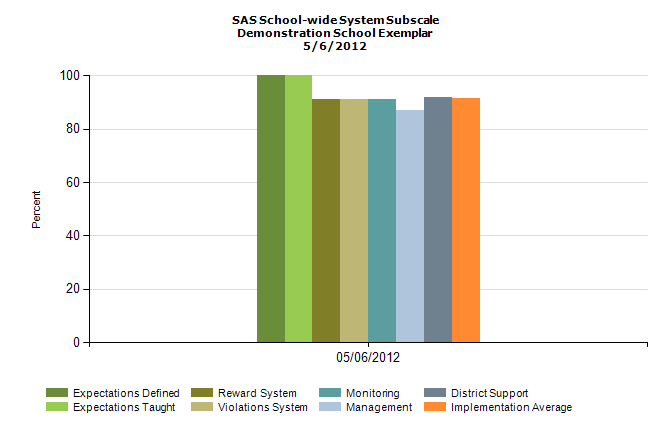 SAS School-wide System Subscale
Demonstration School Exemplar
5/6/2012
100
80
60
40
20
0
Percent
05/06/2012
Expectations Defined
Reward System
Monitoring
District Support
Expectations Taught
Violations System
Management
Implementation Average